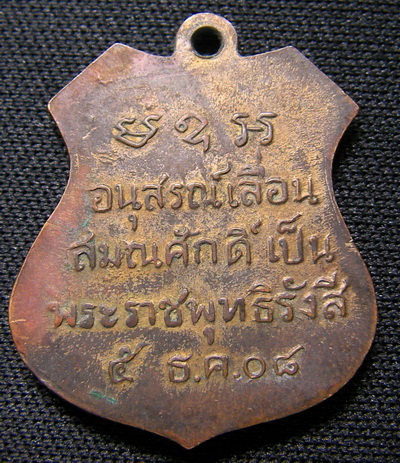 อนุสรณ์เลื่อน
สมณศักดิ์ เป็น
พระราชพุทธิรังสี
๕ ธ.ค.๐๘